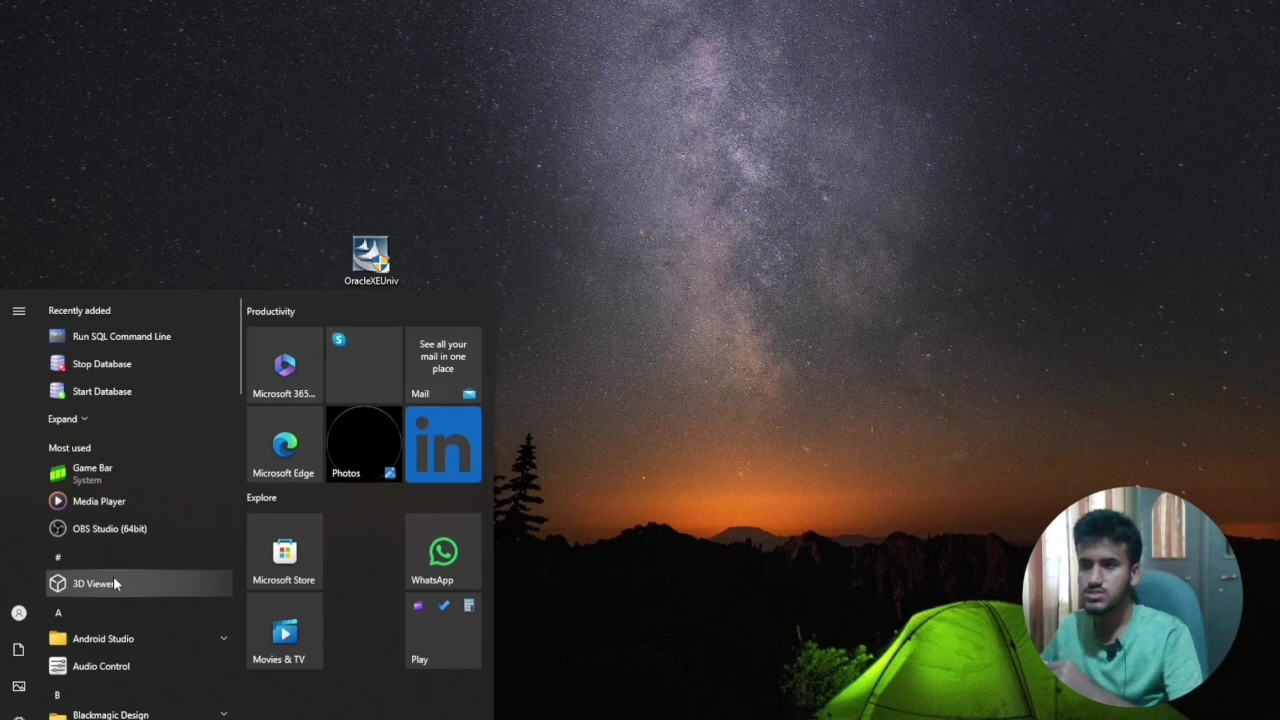 OracleXEUniv
Recently added
Run SQL Command Line
Stop Database
Start Database
Expand
Most used
Game Bar
System
Media Player
OBS Studio (64bit)
#
3D Viewer
A
Android Studio
Audio Control
B
Blackmagic Design
Productivity
Microsoft 365...
See all your
mail in one
place
Mail
Microsoft Edge
Photos
in
Explore
Microsoft Store
WhatsApp
Movies & TV
Play